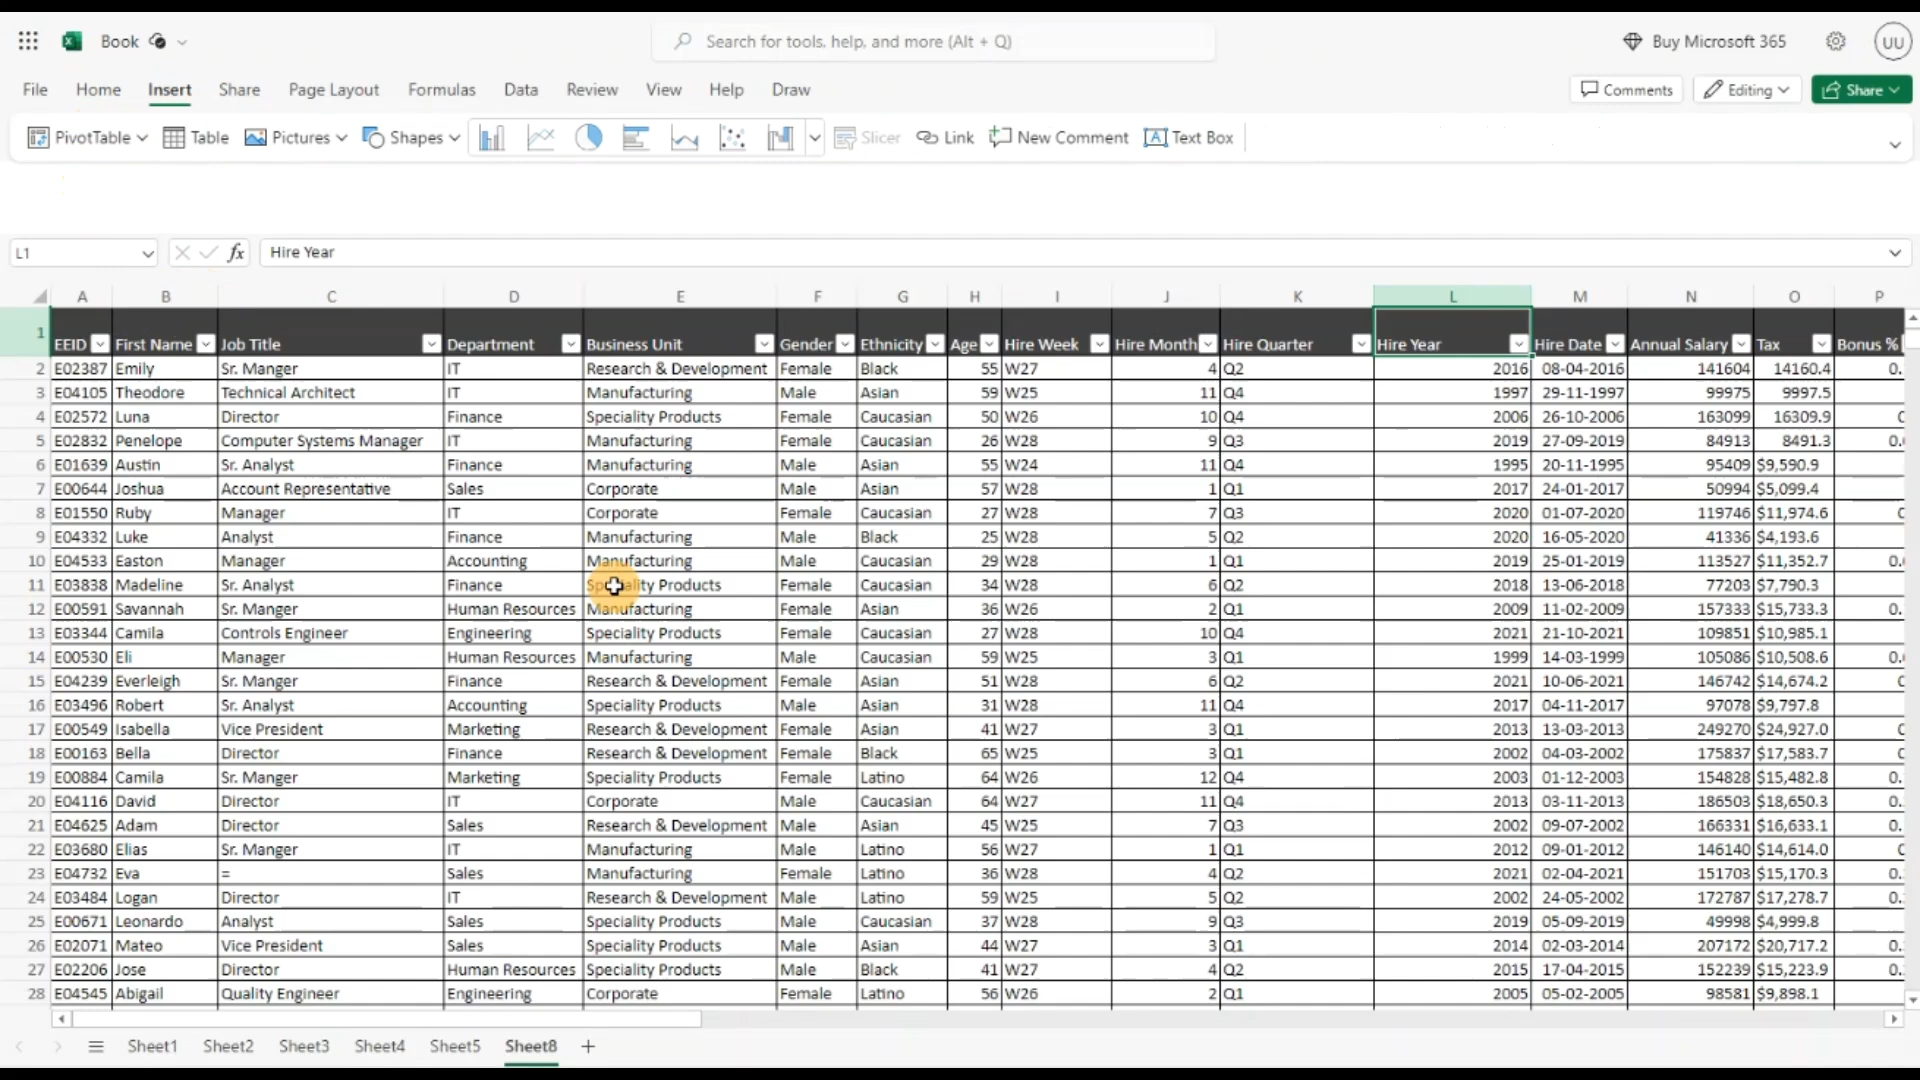 Book
Search for tools, help, and more (Alt + Q)
Buy Microsoft 365
UU
File Home Insert Share Page Layout Formulas Data Review View Help Draw
Comments Editing Share
PivotTable Table Pictures Shapes Slicer Link New Comment A Text Box
L1 fx Hire Year
A B C D E F G H I J K L M N O P
1 EEID First Name Job Title Department Business Unit Gender Ethnicity Age Hire Week Hire Month Hire Quarter Hire Year Hire Date Annual Salary Tax Bonus %
2 E02387 Emily Sr. Manger IT Research & Development Female Black 55 W27 4 Q2 2016 08-04-2016 141604 14160.4 0.
3 E04105 Theodore Technical Architect IT Manufacturing Male Asian 59 W25 11 Q4 1997 29-11-1997 99975 9997.5
4 E02572 Luna Director Finance Speciality Products Female Caucasian 50 W26 10 Q4 2006 26-10-2006 163099 16309.9
5 E02832 Penelope Computer Systems Manager IT Manufacturing Female Caucasian 26 W28 9 Q3 2019 27-09-2019 84913 8491.3 0.
6 E01639 Austin Sr. Analyst Finance Manufacturing Male Asian 55 W24 11 Q4 1995 20-11-1995 95409 $9,590.9
7 E00644 Joshua Account Representative Sales Corporate Male Asian 57 W28 1 Q1 2017 24-01-2017 50994 $5,099.4
8 E01550 Ruby Manager IT Corporate Female Caucasian 27 W28 7 Q3 2020 01-07-2020 119746 $11,974.6
9 E04332 Luke Analyst Finance Manufacturing Male Black 25 W28 5 Q2 2020 16-05-2020 41336 $4,193.6
10 E04533 Easton Manager Accounting Manufacturing Male Caucasian 29 W28 1 Q1 2019 25-01-2019 113527 $11,352.7 0.
11 E03838 Madeline Sr. Analyst Finance Speciality Products Female Caucasian 34 W28 6 Q2 2018 13-06-2018 77203 $7,790.3
12 E00591 Savannah Sr. Manger Human Resources Manufacturing Female Asian 36 W26 2 Q1 2009 11-02-2009 157333 $15,733.3 0.
13 E03344 Camila Controls Engineer Engineering Speciality Products Female Caucasian 27 W28 10 Q4 2021 21-10-2021 109851 $10,985.1
14 E00530 Eli Manager Human Resources Manufacturing Male Caucasian 59 W25 3 Q1 1999 14-03-1999 105086 $10,508.6 0.
15 E04239 Everleigh Sr. Manger Finance Research & Development Female Asian 51 W28 6 Q2 2021 10-06-2021 146742 $14,674.2
16 E03496 Robert Sr. Analyst Accounting Speciality Products Male Asian 31 W28 11 Q4 2017 04-11-2017 97078 $9,797.8
17 E00549 Isabella Vice President Marketing Research & Development Female Asian 41 W27 3 Q1 2013 13-03-2013 249270 $24,927.0
18 E00163 Bella Director Finance Research & Development Female Black 65 W25 3 Q1 2002 04-03-2002 175837 $17,583.7
19 E00884 Camila Sr. Manger Marketing Speciality Products Female Latino 64 W26 12 Q4 2003 01-12-2003 154828 $15,482.8 0.
20 E04116 David Director IT Corporate Male Caucasian 64 W27 11 Q4 2013 03-11-2013 186503 $18,650.3 0.
21 E04625 Adam Director Sales Research & Development Male Asian 45 W27 7 Q3 2002 09-07-2002 166331 $16,633.1 0.
22 E03680 Elias Sr. Manger IT Manufacturing Male Latino 56 W27 1 Q1 2012 09-01-2012 146140 $14,614.0
23 E04732 Eva = Sales Manufacturing Female Latino 36 W28 4 Q2 2021 02-04-2021 151703 $15,170.3 0.
24 E03484 Logan Director IT Research & Development Male Latino 59 W25 5 Q2 2002 24-05-2002 172787 $17,278.7 0.
25 E00671 Leonardo Analyst Sales Speciality Products Male Caucasian 37 W28 9 Q3 2019 05-09-2019 49998 $4,999.8
26 E02071 Mateo Vice President Sales Speciality Products Male Asian 44 W27 3 Q1 2014 02-03-2014 207172 $20,717.2 0.
27 E02206 Jose Director Human Resources Speciality Products Male Black 41 W27 4 Q2 2015 17-04-2015 152239 $15,223.9 0.
28 E04545 Abigail Quality Engineer Engineering Corporate Female Latino 56 W26 2 Q1 2005 05-02-2005 98581 $9,898.1
Sheet1 Sheet2 Sheet3 Sheet4 Sheet5 Sheet8